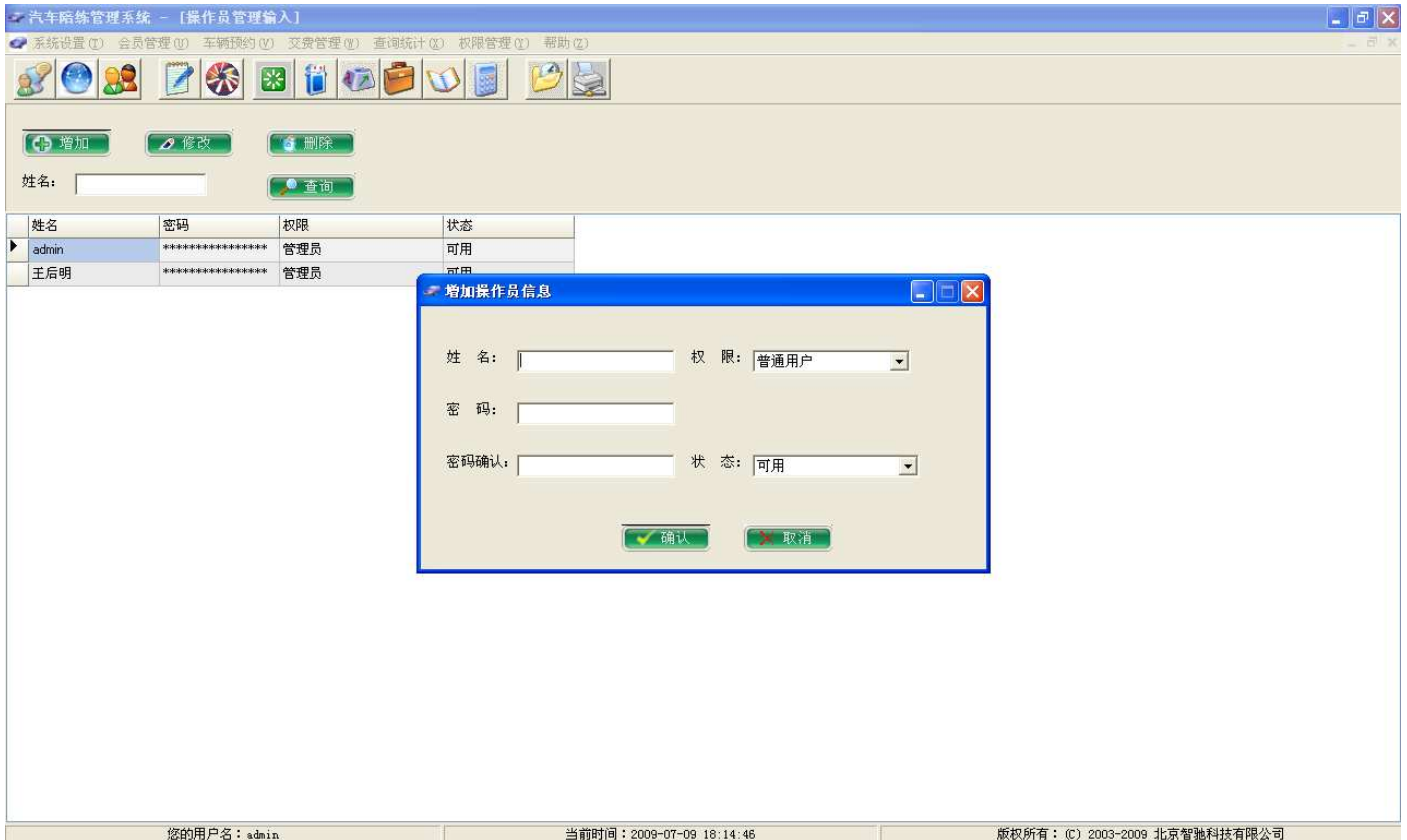 汽车陪练管理系统 - [操作员管理输入]
系统设置(T) 会员管理(U) 车辆预约(V) 交费管理(W) 查询统计(X) 权限管理(Y) 帮助(Z)
增加 修改 删除
姓名: 查询
姓名 密码 权限 状态
admin **************** 管理员 可用
王后明 **************** 管理员 可用
增加操作员信息
姓 名: 权 限: 普通用户
密 码:
密码确认: 状 态: 可用
确认 取消
您的用户名:admin 当前时间:2009-07-09 18:14:46 版权所有:(C) 2003-2009 北京智驰科技有限公司